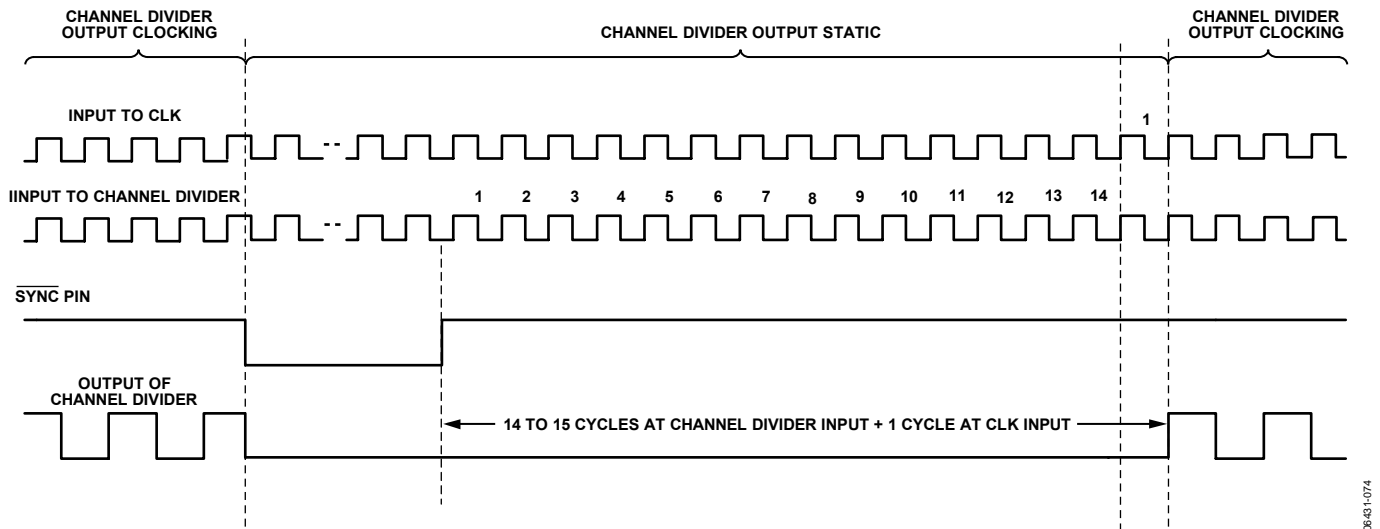 CHANNEL DIVIDER
OUTPUT CLOCKING
CHANNEL DIVIDER OUTPUT STATIC
CHANNEL DIVIDER
OUTPUT CLOCKING
INPUT TO CLK
1
IINPUT TO CHANNEL DIVIDER
1 2 3 4 5 6 7 8 9 10 11 12 13 14
SYNC PIN
OUTPUT OF
CHANNEL DIVIDER
14 TO 15 CYCLES AT CHANNEL DIVIDER INPUT + 1 CYCLE AT CLK INPUT
06431-074